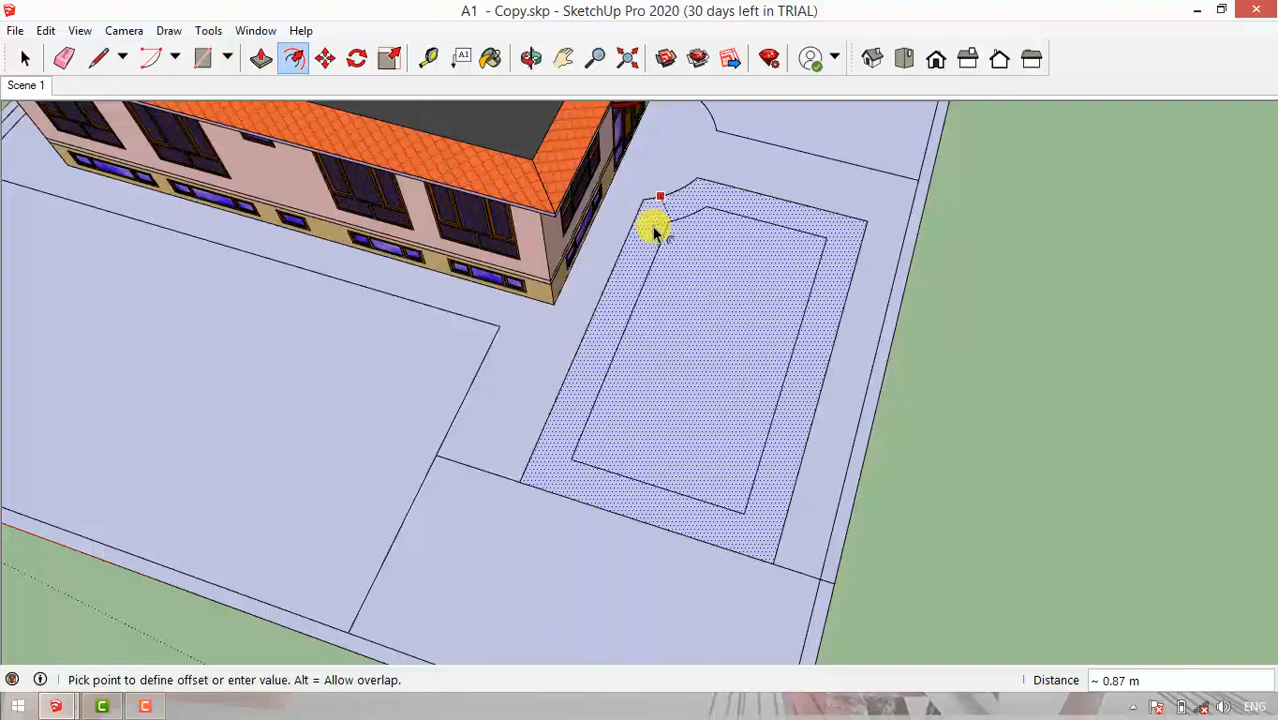 A1 - Copy.skp - SketchUp Pro 2020 (30 days left in TRIAL)
File Edit View Camera Draw Tools Window Help
A1
Scene 1
Pick point to define offset or enter value. Alt = Allow overlap.
Distance ~ 0.87 m
ENG